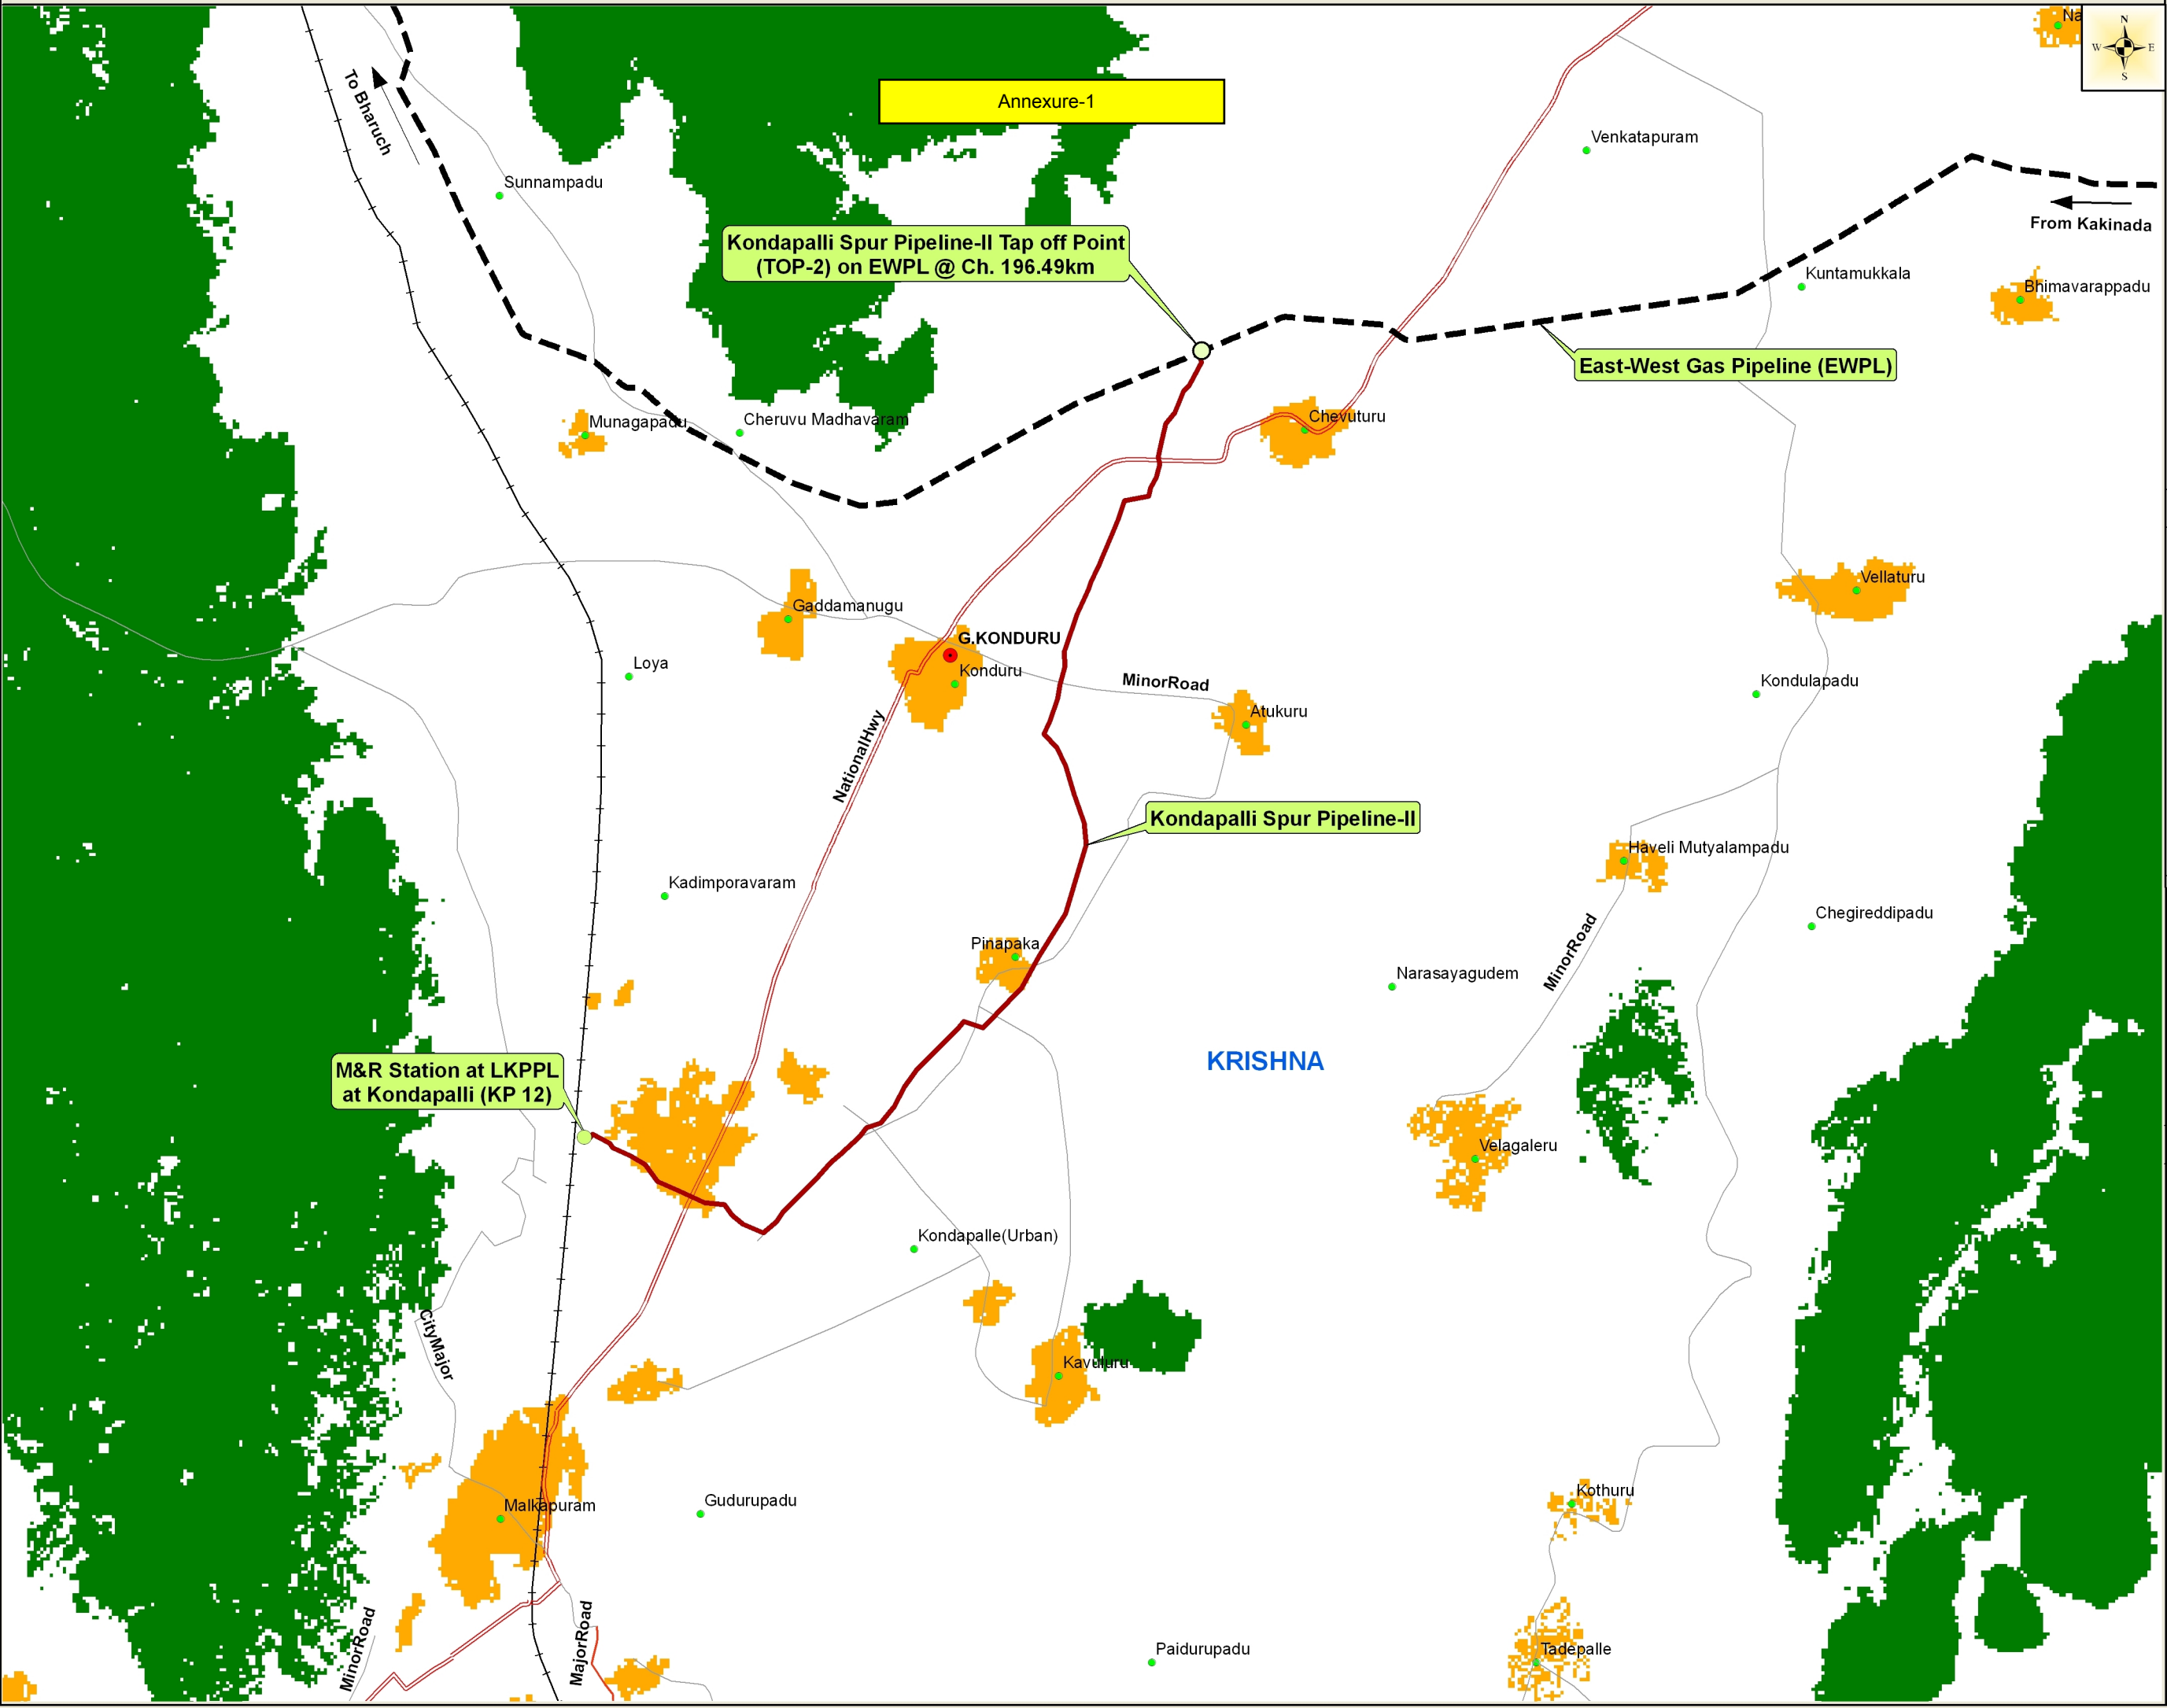 Na
N
W
E
S
To Bharuch
Annexure-1
Venkatapuram
Sunnampadu
From Kakinada
Kondapalli Spur Pipeline-II Tap off Point
(TOP-2) on EWPL @ Ch. 196.49km
Kuntamukkala
Bhimavarappadu
East-West Gas Pipeline (EWPL)
Munagapadu
Cheruvu Madhavaram
Chevuturu
Vellaturu
Gaddamanugu
G.KONDURU
Loya
Konduru
MinorRoad
Kondulapadu
Atukuru
NationalHwy
Kondapalli Spur Pipeline-II
Haveli Mutyalampadu
Kadimporavaram
Chegireddipadu
Pinapaka
MinorRoad
Narasayagudem
KRISHNA
M&R Station at LKPPL
at Kondapalli (KP 12)
Velagaleru
Kondapalle(Urban)
CityMajor
Kavuluru
Kothuru
Malkapuram
Gudurupadu
MinorRoad
MajorRoad
Paidurupadu
Tadepalle